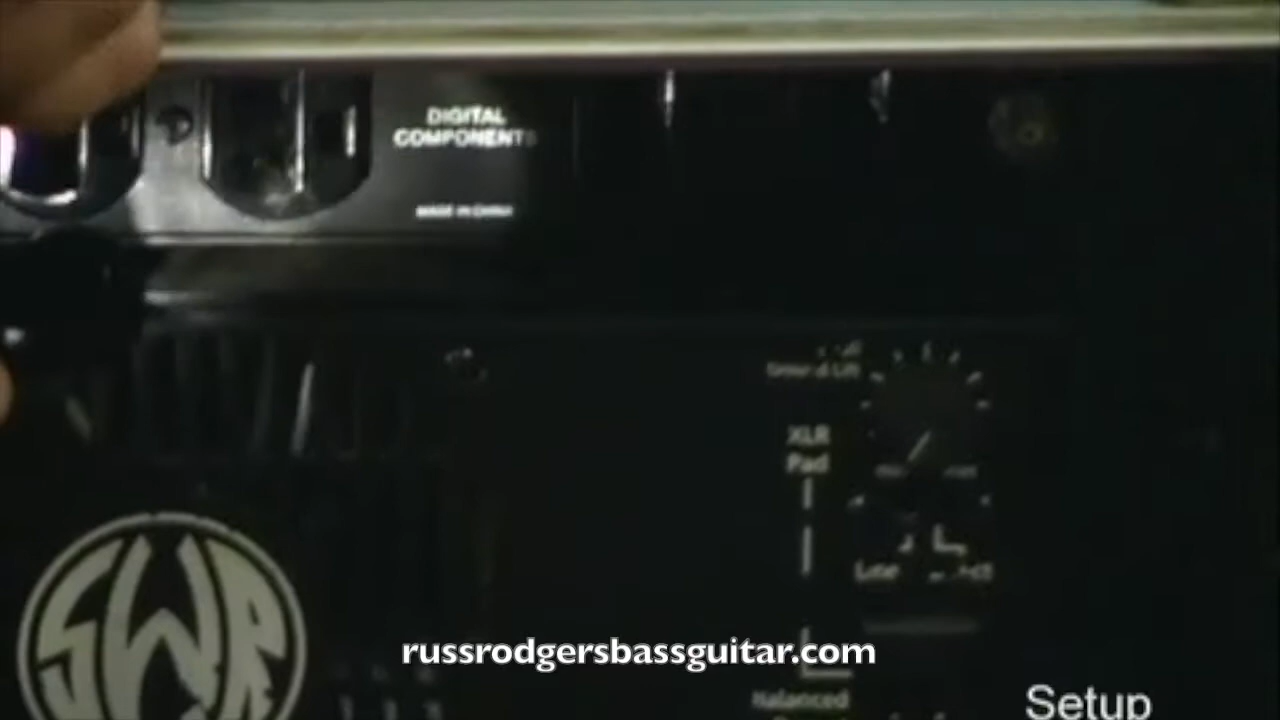 DIGITAL
COMPONENTS
MADE IN CHINA
Ground Lift
XLR
Pad
Line
SWR
russrodgersbassguitar.com
Balanced
Setup